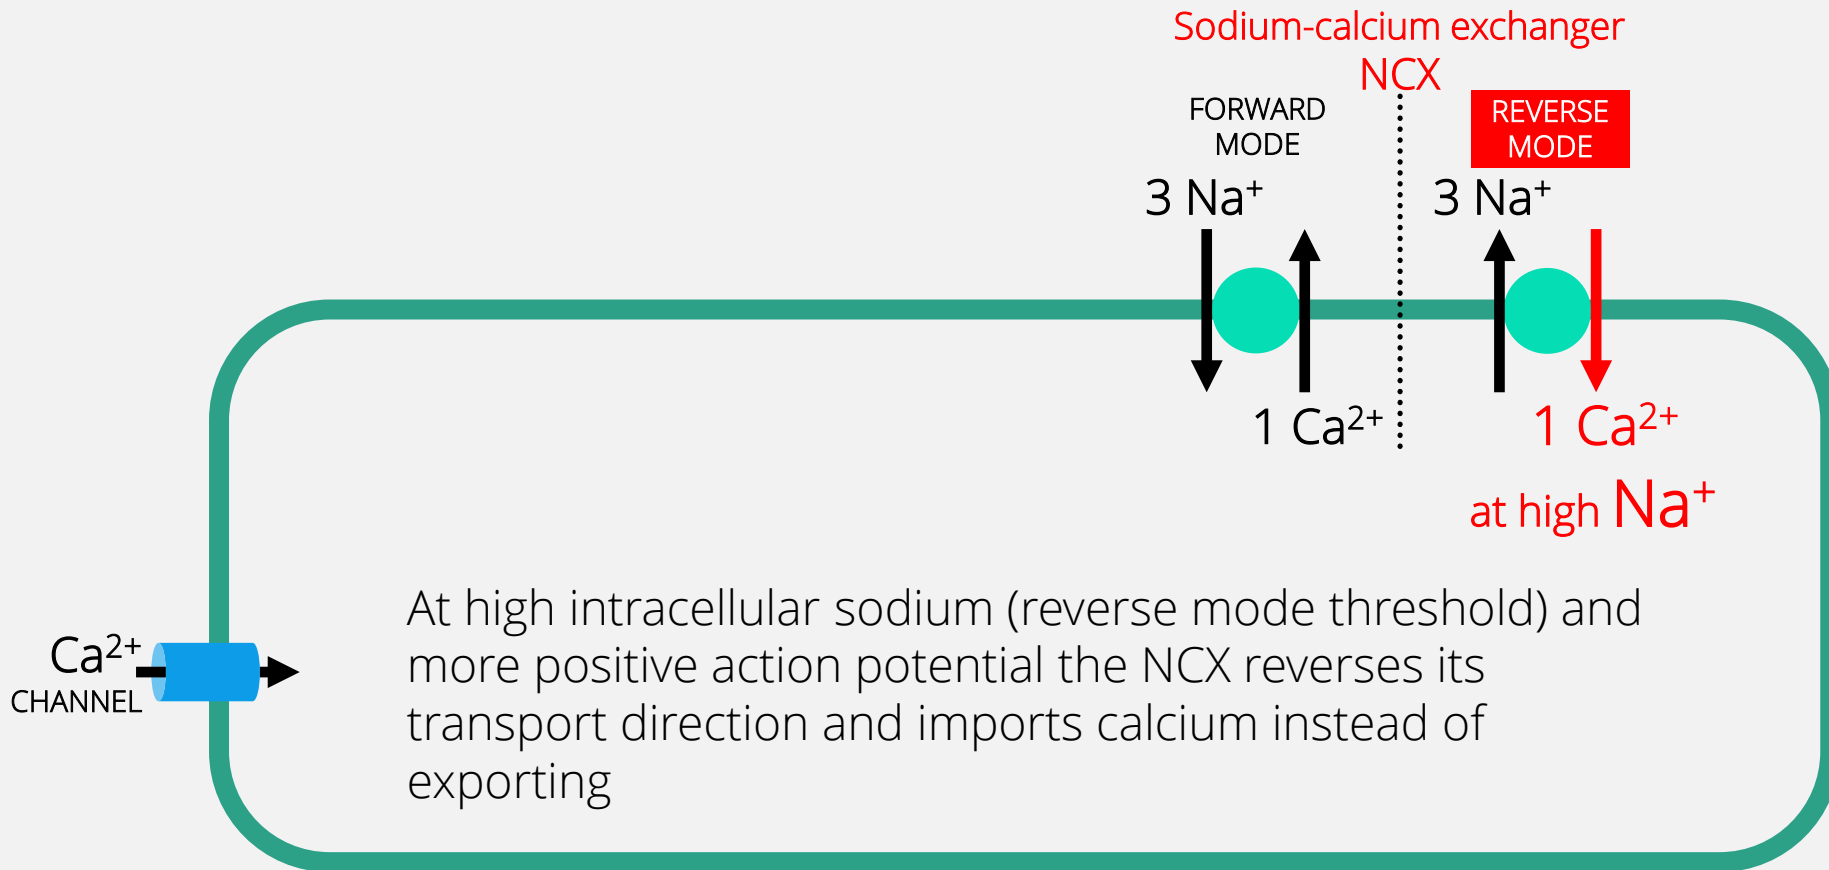 Sodium-calcium exchanger
NCX
FORWARD
MODE
REVERSE
MODE
3 Na⁺
3 Na⁺
1 Ca²⁺
1 Ca²⁺
at high Na⁺
At high intracellular sodium (reverse mode threshold) and
more positive action potential the NCX reverses its
transport direction and imports calcium instead of
exporting
Ca²⁺
CHANNEL